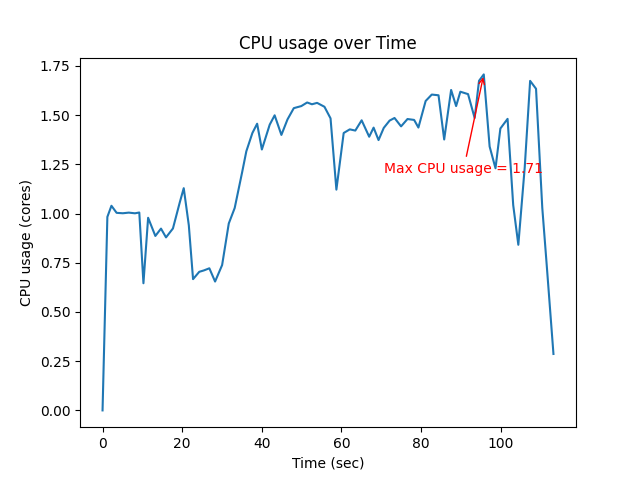 CPU usage over Time
CPU usage (cores)
1.75
1.50
1.25
1.00
0.75
0.50
0.25
0.00
Max CPU usage = 1.71
0 20 40 60 80 100
Time (sec)